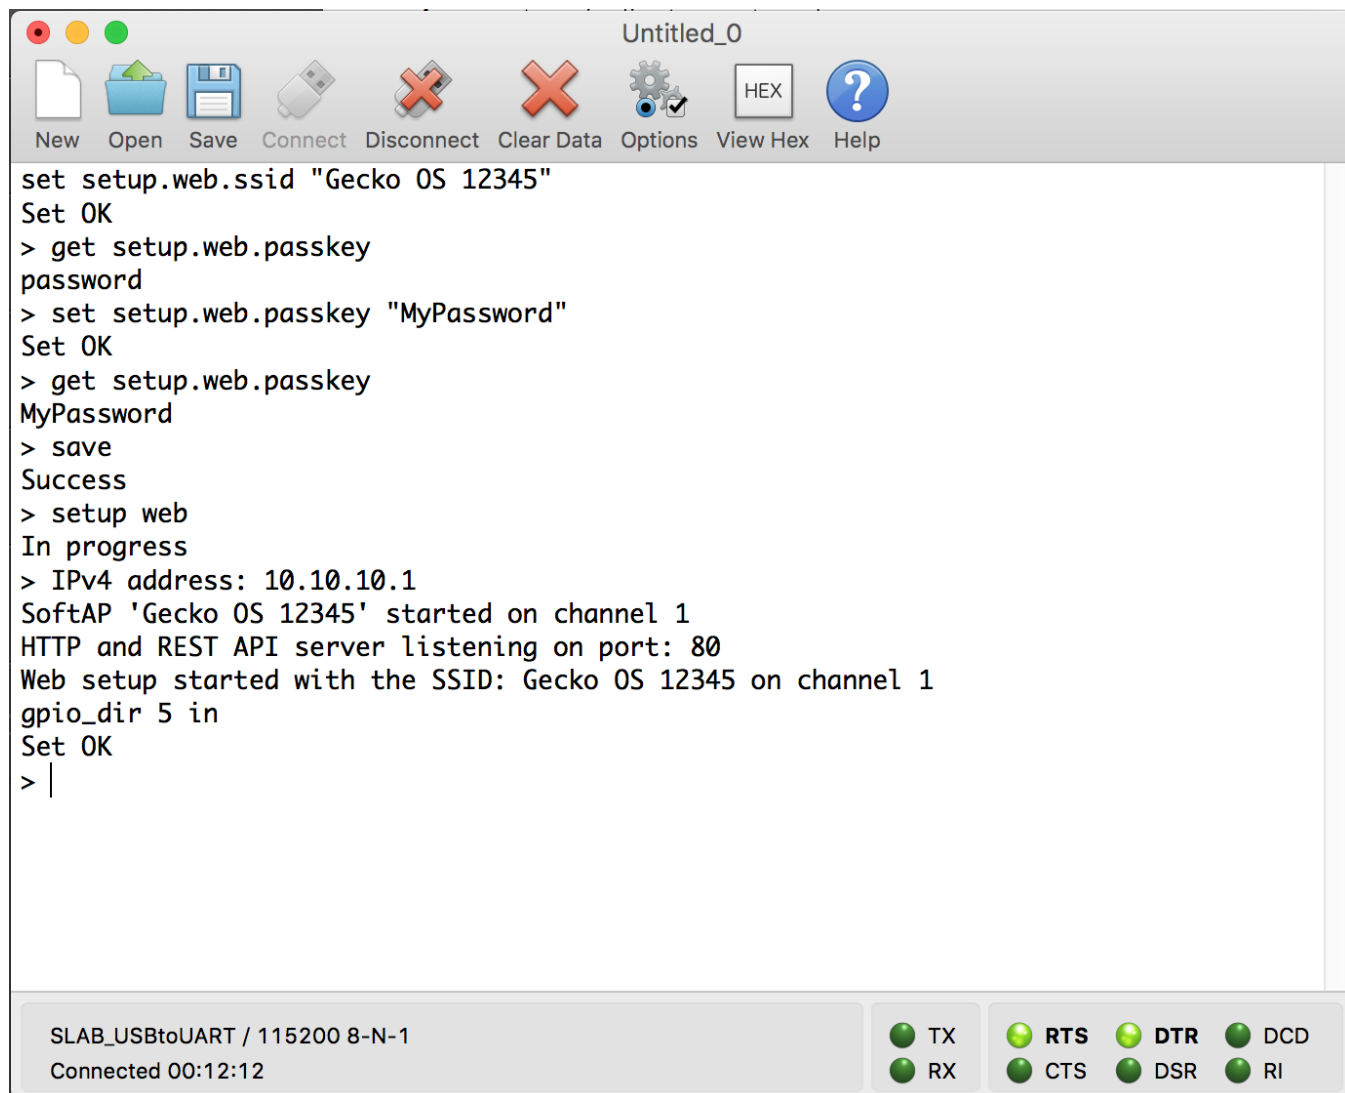 Untitled_0
HEX
?
New Open Save Connect Disconnect Clear Data Options View Hex Help
set setup.web.ssid "Gecko OS 12345"
Set OK
> get setup.web.passkey
password
> set setup.web.passkey "MyPassword"
Set OK
> get setup.web.passkey
MyPassword
> save
Success
> setup web
In progress
> IPv4 address: 10.10.10.1
SoftAP 'Gecko OS 12345' started on channel 1
HTTP and REST API server listening on port: 80
Web setup started with the SSID: Gecko OS 12345 on channel 1
gpio_dir 5 in
Set OK
>
SLAB_USBtoUART / 115200 8-N-1 TX RTS DTR DCD
Connected 00:12:12 RX CTS DSR RI